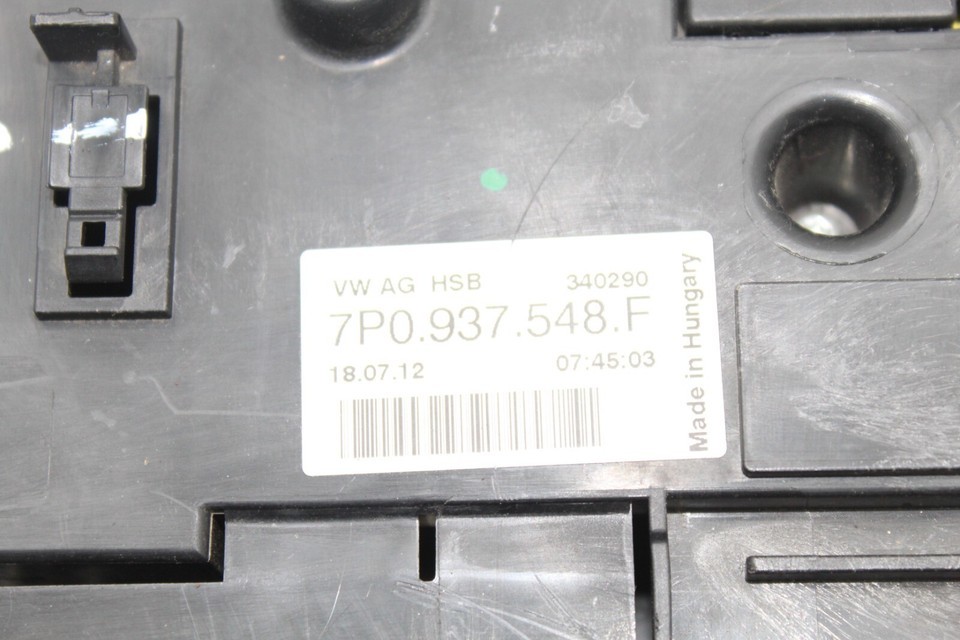 VW AG HSB 340290
7P0.937.548.F
18.07.12 07:45:03
Made in Hungary